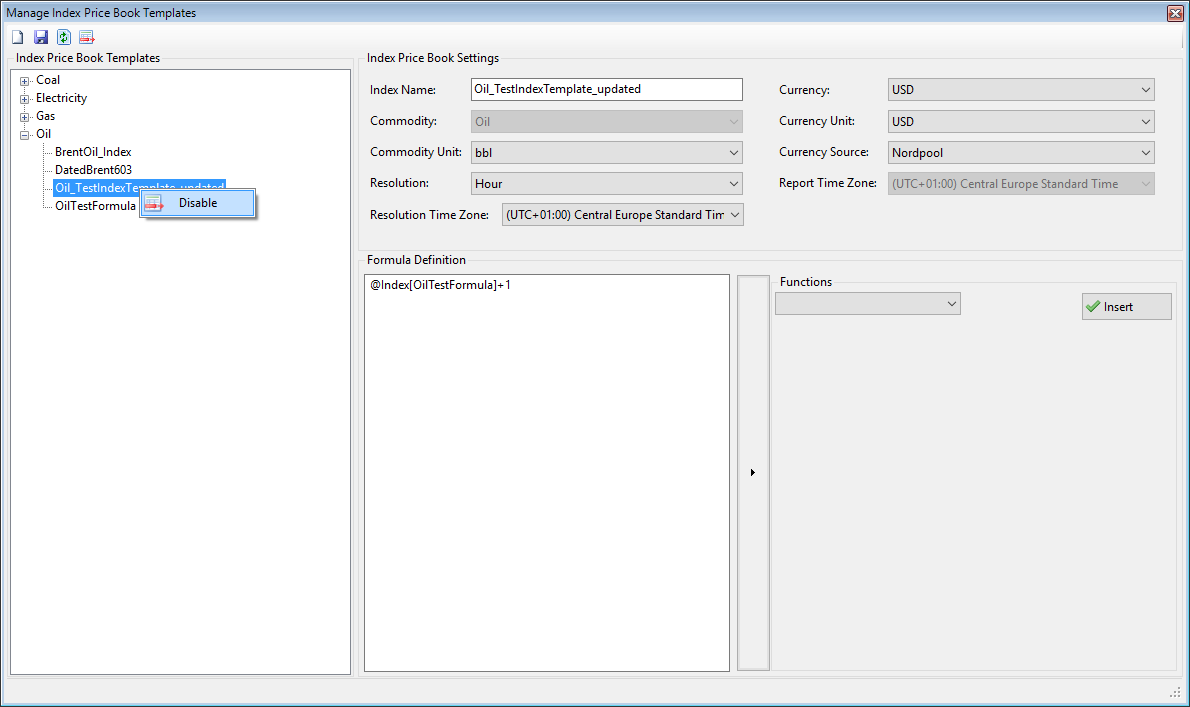 Manage Index Price Book Templates
Index Price Book Templates
Coal
Electricity
Gas
Oil
BrentOil_Index
DatedBrent603
Oil_TestIndexTemplate_updated
OilTestFormula
Disable
Index Price Book Settings
Index Name: Oil_TestIndexTemplate_updated
Commodity: Oil
Commodity Unit: bbl
Resolution: Hour
Resolution Time Zone: (UTC+01:00) Central Europe Standard Tim
Currency: USD
Currency Unit: USD
Currency Source: Nordpool
Report Time Zone: (UTC+01:00) Central Europe Standard Time
Formula Definition
@Index[OilTestFormula]+1
Functions
Insert